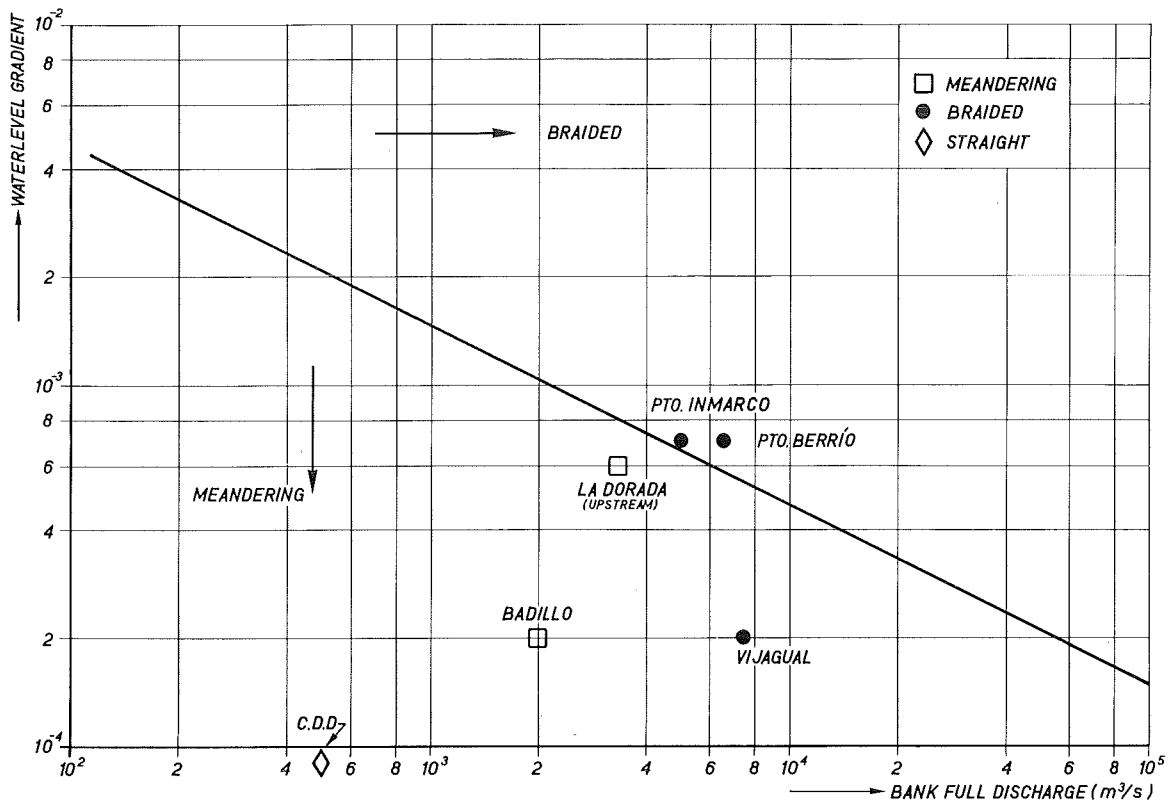 10⁻²
8
6
4
2
10⁻³
8
6
4
2
10⁻⁴
WATERLEVEL GRADIENT
MEANDERING
BRAIDED
STRAIGHT
BRAIDED
MEANDERING
PTO. INMARCO
PTO. BERRÍO
LA DORADA
(UPSTREAM)
BADILLO
VIJAGUAL
C.D.D.
10² 2 4 6 8 10³ 2 4 6 8 10⁴ 2 4 6 8 10⁵
BANK FULL DISCHARGE (m³/s)